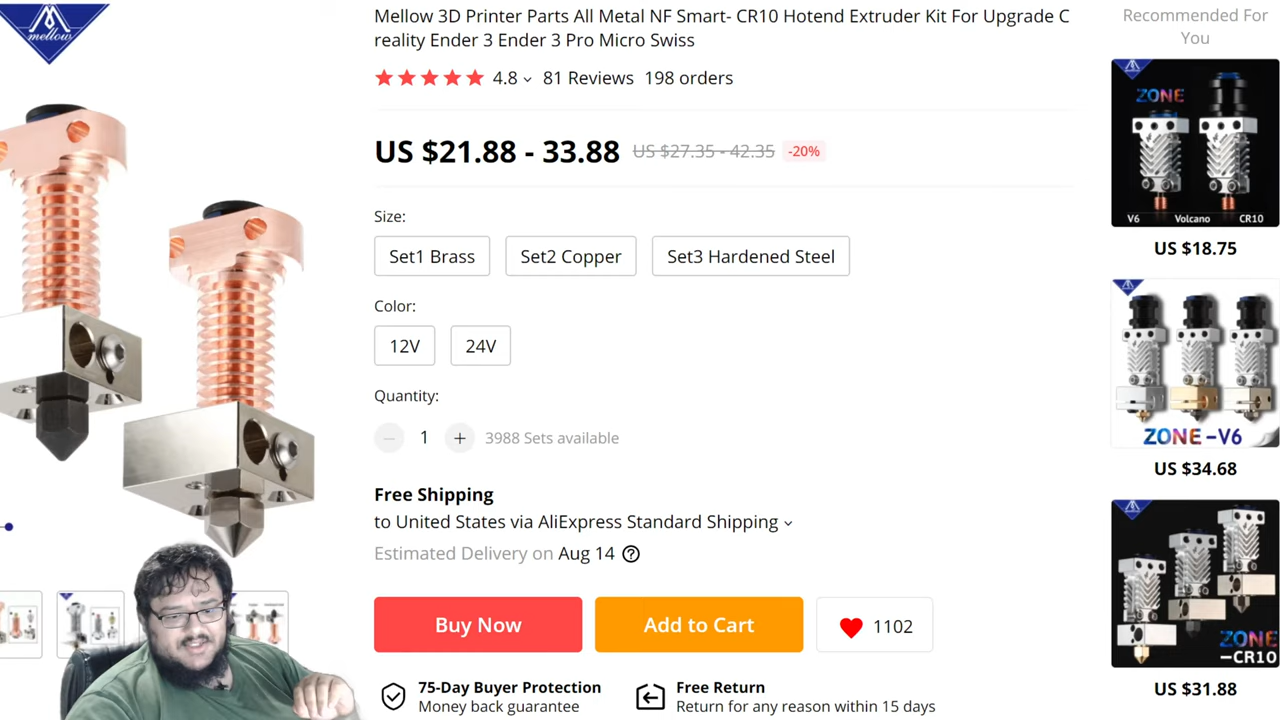 mellow
Mellow 3D Printer Parts All Metal NF Smart- CR10 Hotend Extruder Kit For Upgrade C
reality Ender 3 Ender 3 Pro Micro Swiss
4.8 81 Reviews 198 orders
US $21.88 - 33.88 US $27.35 - 42.35 -20%
Size:
Set1 Brass Set2 Copper Set3 Hardened Steel
Color:
12V 24V
Quantity:
1 + 3988 Sets available
Free Shipping
to United States via AliExpress Standard Shipping
Estimated Delivery on Aug 14 ?
Buy Now Add to Cart 1102
75-Day Buyer Protection
Money back guarantee
Free Return
Return for any reason within 15 days
Recommended For
You
ZONE
V6 Volcano CR10
US $18.75
ZONE -V6
US $34.68
ZONE
-CR10
US $31.88